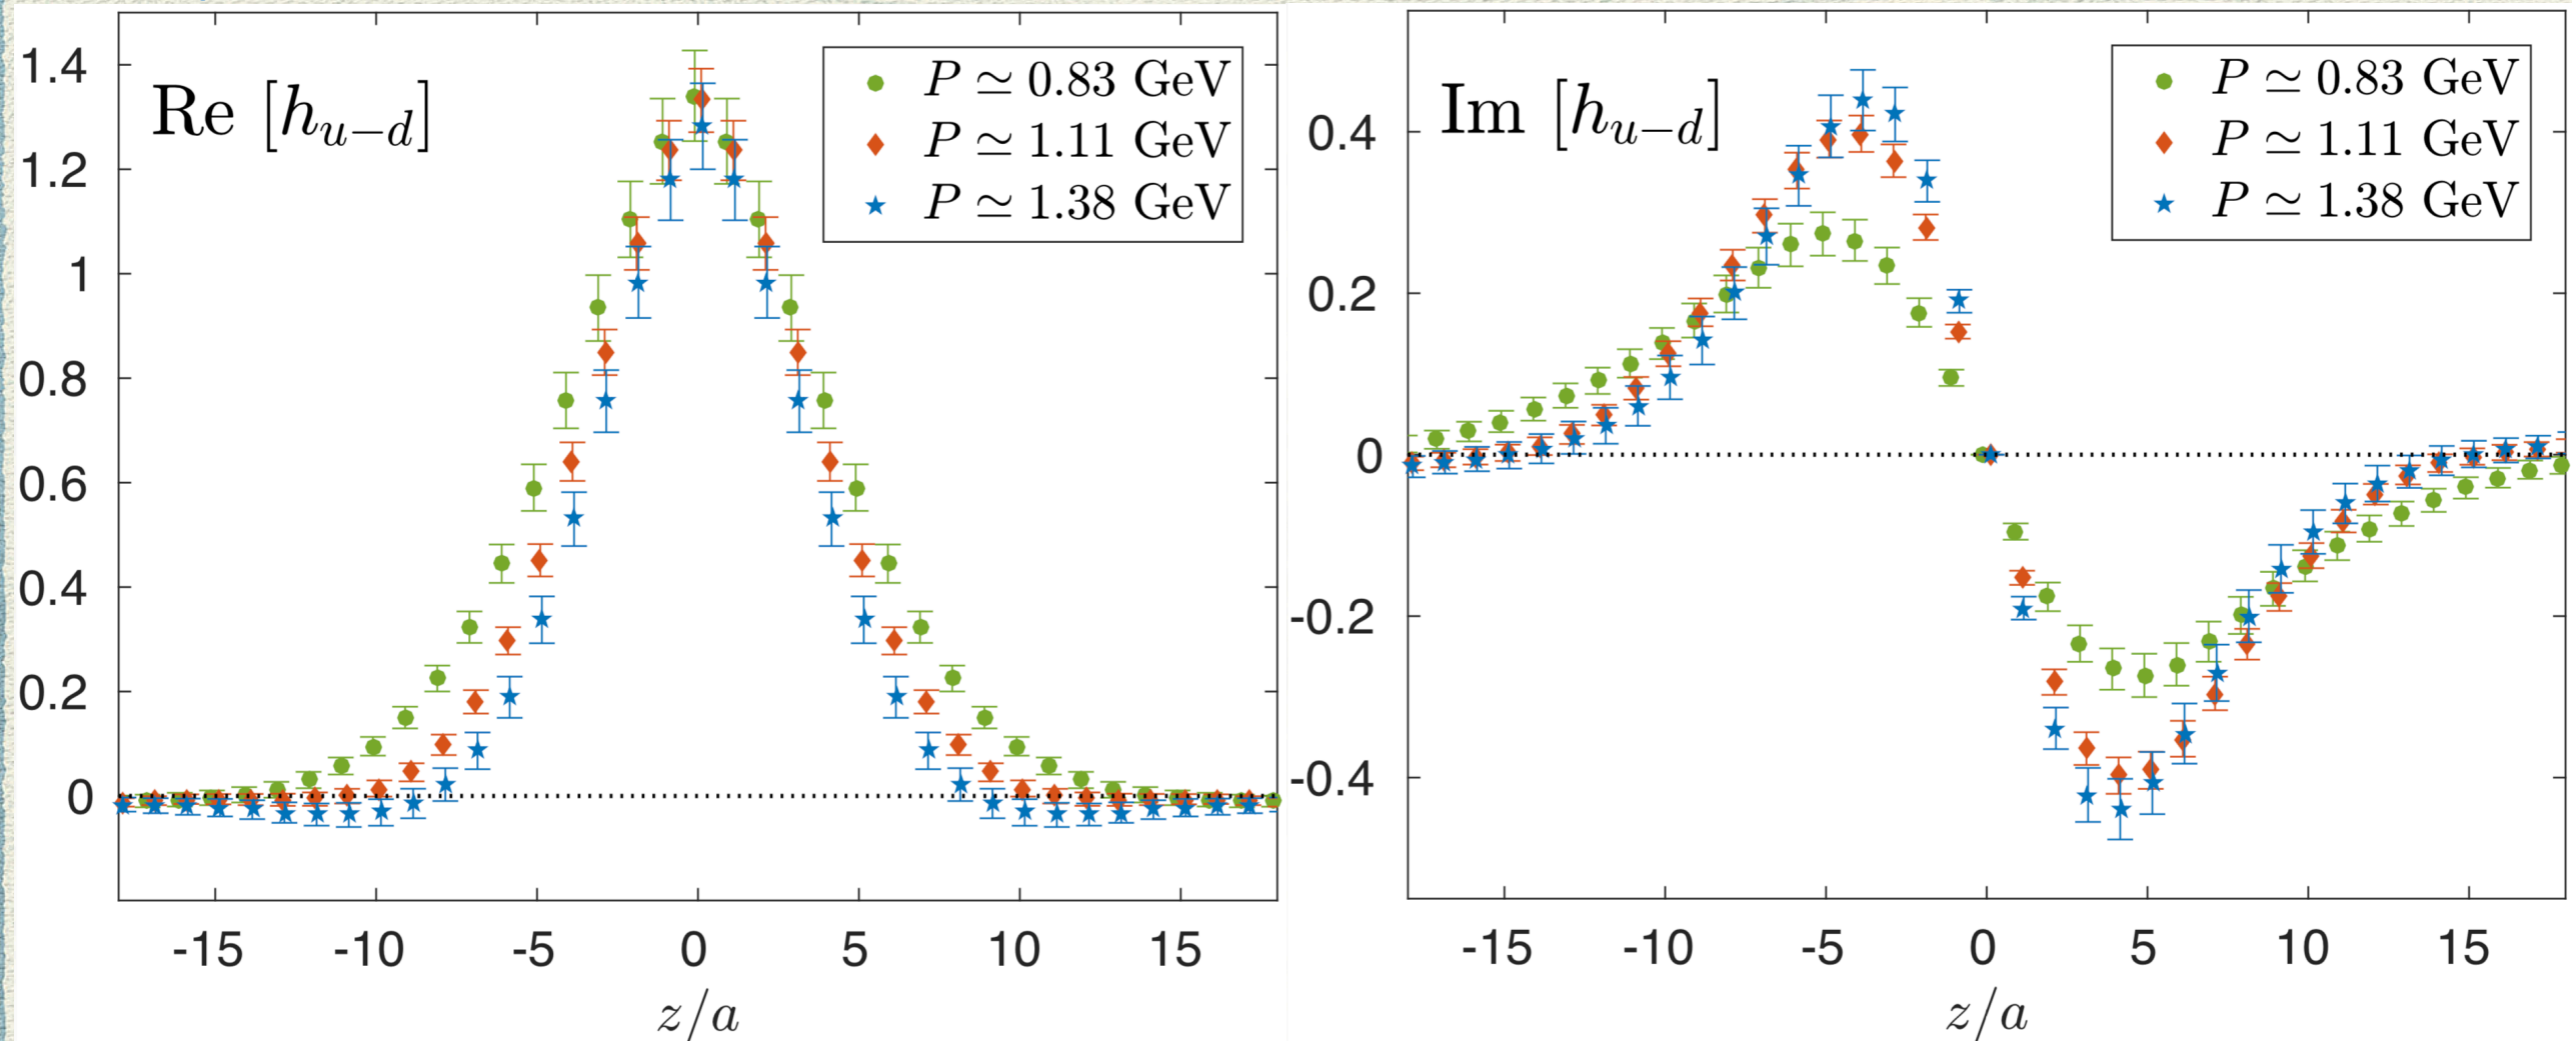 Re [h_{u-d}]
P ≃ 0.83 GeV
P ≃ 1.11 GeV
P ≃ 1.38 GeV
1.4
1.2
1
0.8
0.6
0.4
0.2
0
-15 -10 -5 0 5 10 15
z/a
Im [h_{u-d}]
P ≃ 0.83 GeV
P ≃ 1.11 GeV
P ≃ 1.38 GeV
0.4
0.2
0
-0.2
-0.4
-15 -10 -5 0 5 10 15
z/a